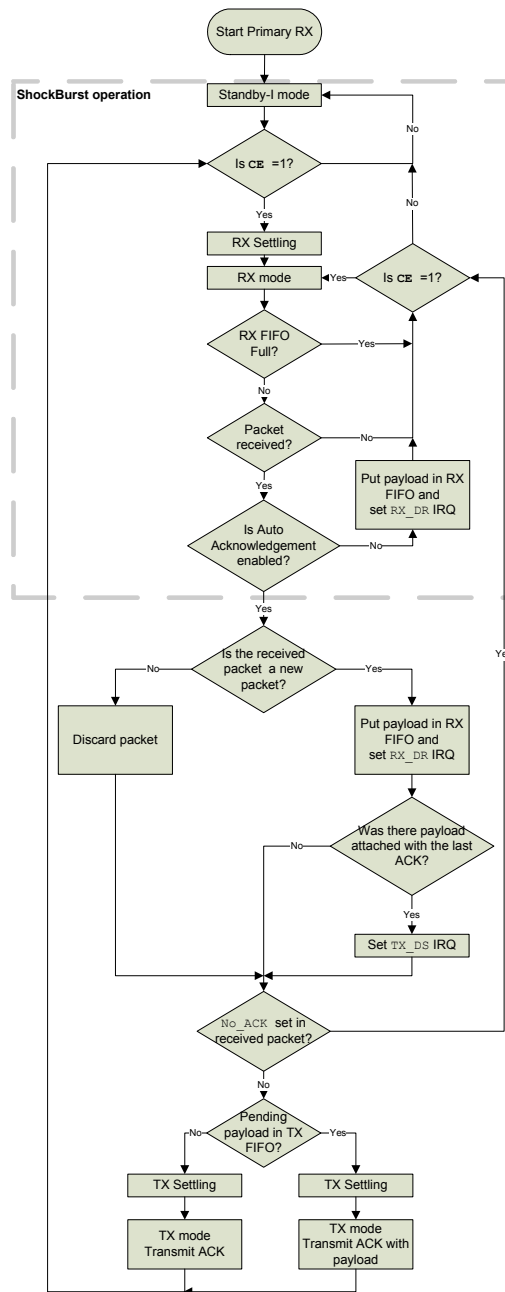 Start Primary RX
ShockBurst operation
Standby-I mode
No
Is CE =1?
No
Yes
RX Settling
RX mode
Yes
Is CE =1?
RX FIFO
Full?
Yes
No
Packet
received?
No
Put payload in RX
FIFO and
set RX_DR IRQ
Yes
Is Auto
Acknowledgement
enabled?
No
Yes
Is the received
packet a new
packet?
No
Yes
Ye
Discard packet
Put payload in RX
FIFO and
set RX_DR IRQ
Was there payload
attached with the last
ACK?
No
Yes
Set TX_DS IRQ
No_ACK set in
received packet?
No
Pending
payload in TX
FIFO?
No
Yes
TX Settling
TX Settling
TX mode
Transmit ACK
TX mode
Transmit ACK with
payload